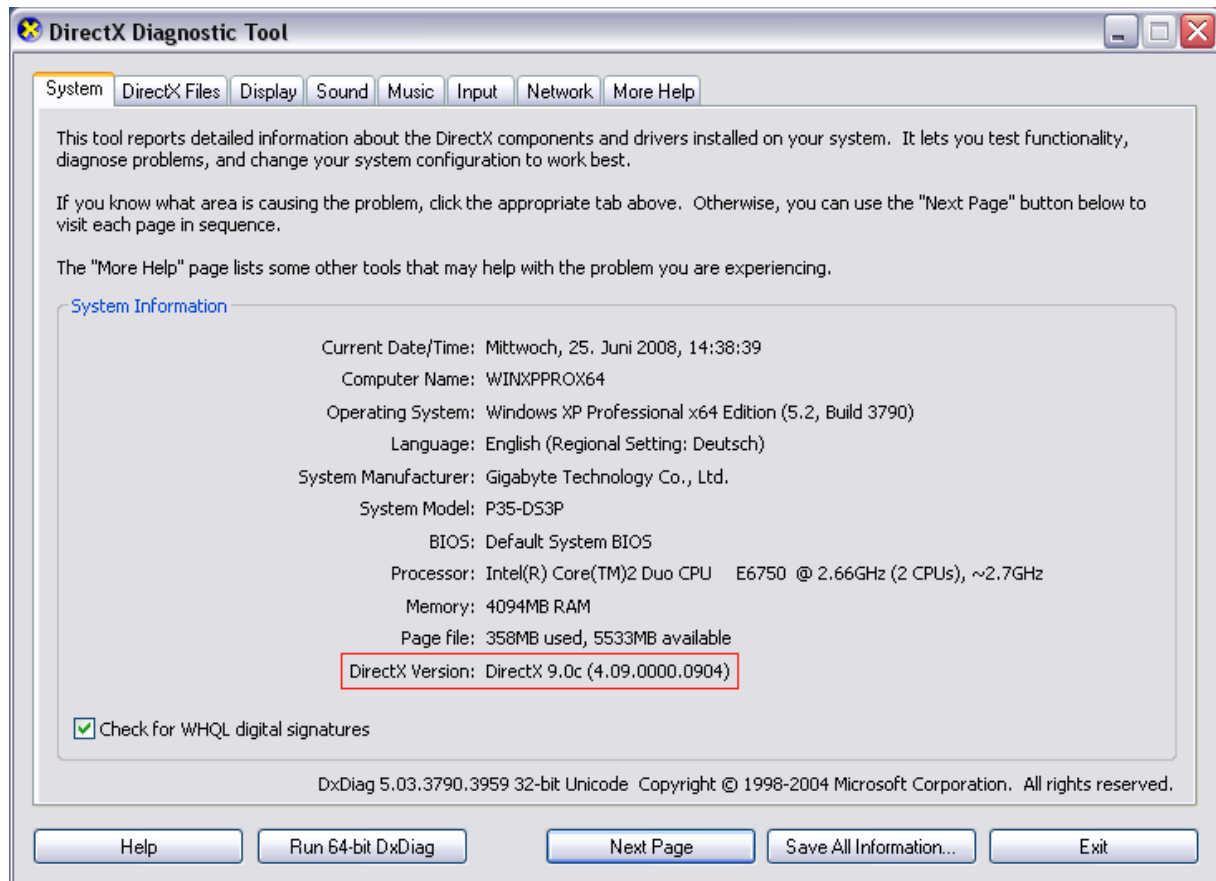 DirectX Diagnostic Tool
System DirectX Files Display Sound Music Input Network More Help
This tool reports detailed information about the DirectX components and drivers installed on your system. It lets you test functionality,
diagnose problems, and change your system configuration to work best.
If you know what area is causing the problem, click the appropriate tab above. Otherwise, you can use the "Next Page" button below to
visit each page in sequence.
The "More Help" page lists some other tools that may help with the problem you are experiencing.
System Information
Current Date/Time: Mittwoch, 25. Juni 2008, 14:38:39
Computer Name: WINXPPROX64
Operating System: Windows XP Professional x64 Edition (5.2, Build 3790)
Language: English (Regional Setting: Deutsch)
System Manufacturer: Gigabyte Technology Co., Ltd.
System Model: P35-DS3P
BIOS: Default System BIOS
Processor: Intel(R) Core(TM)2 Duo CPU E6750 @ 2.66GHz (2 CPUs), ~2.7GHz
Memory: 4094MB RAM
Page file: 358MB used, 5533MB available
DirectX Version: DirectX 9.0c (4.09.0000.0904)
Check for WHQL digital signatures
DxDiag 5.03.3790.3959 32-bit Unicode Copyright © 1998-2004 Microsoft Corporation. All rights reserved.
Help Run 64-bit DxDiag Next Page Save All Information... Exit